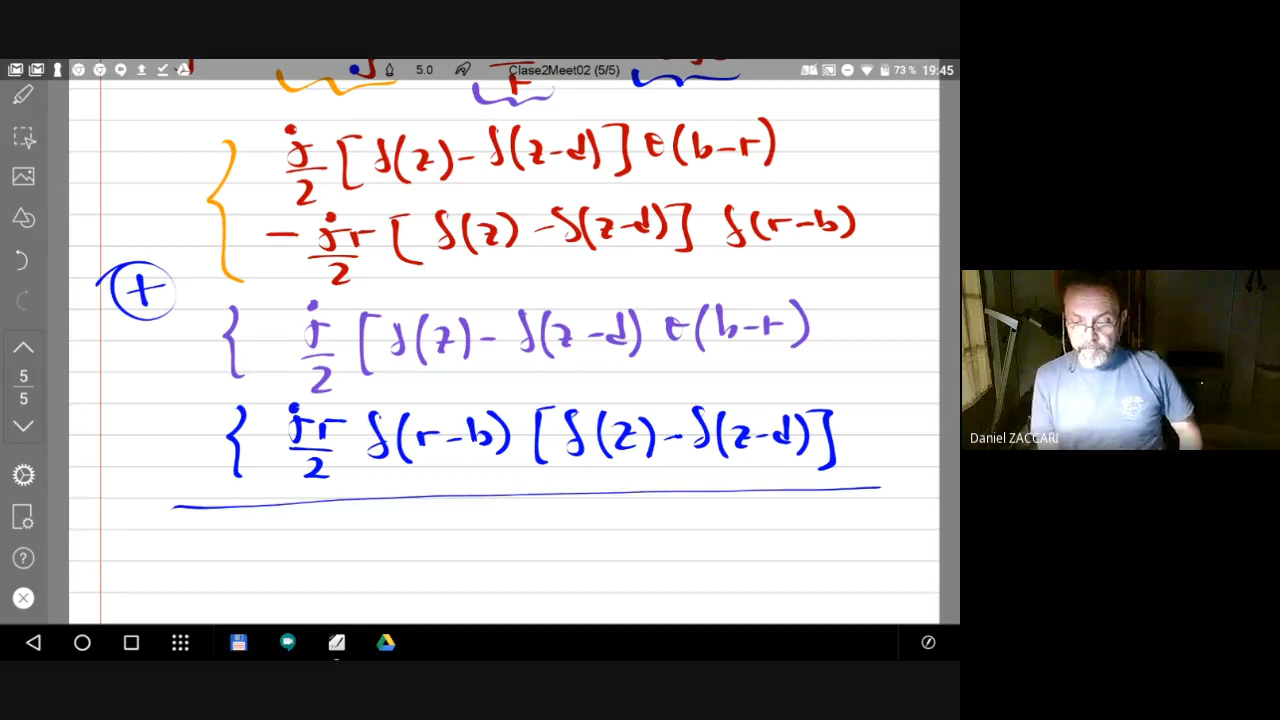 5.0 Clase2Meet02 (5/5) 73 % 19:45
j̇/2 [δ(z) − δ(z−d)] θ(b−r)
− j̇r/2 [δ(z) − δ(z−d)] δ(r−b)
+
j̇/2 [δ(z) − δ(z−d) θ(b−r)
j̇r/2 δ(r−b) [δ(z) − δ(z−d)]
5
5
Daniel ZACCARI